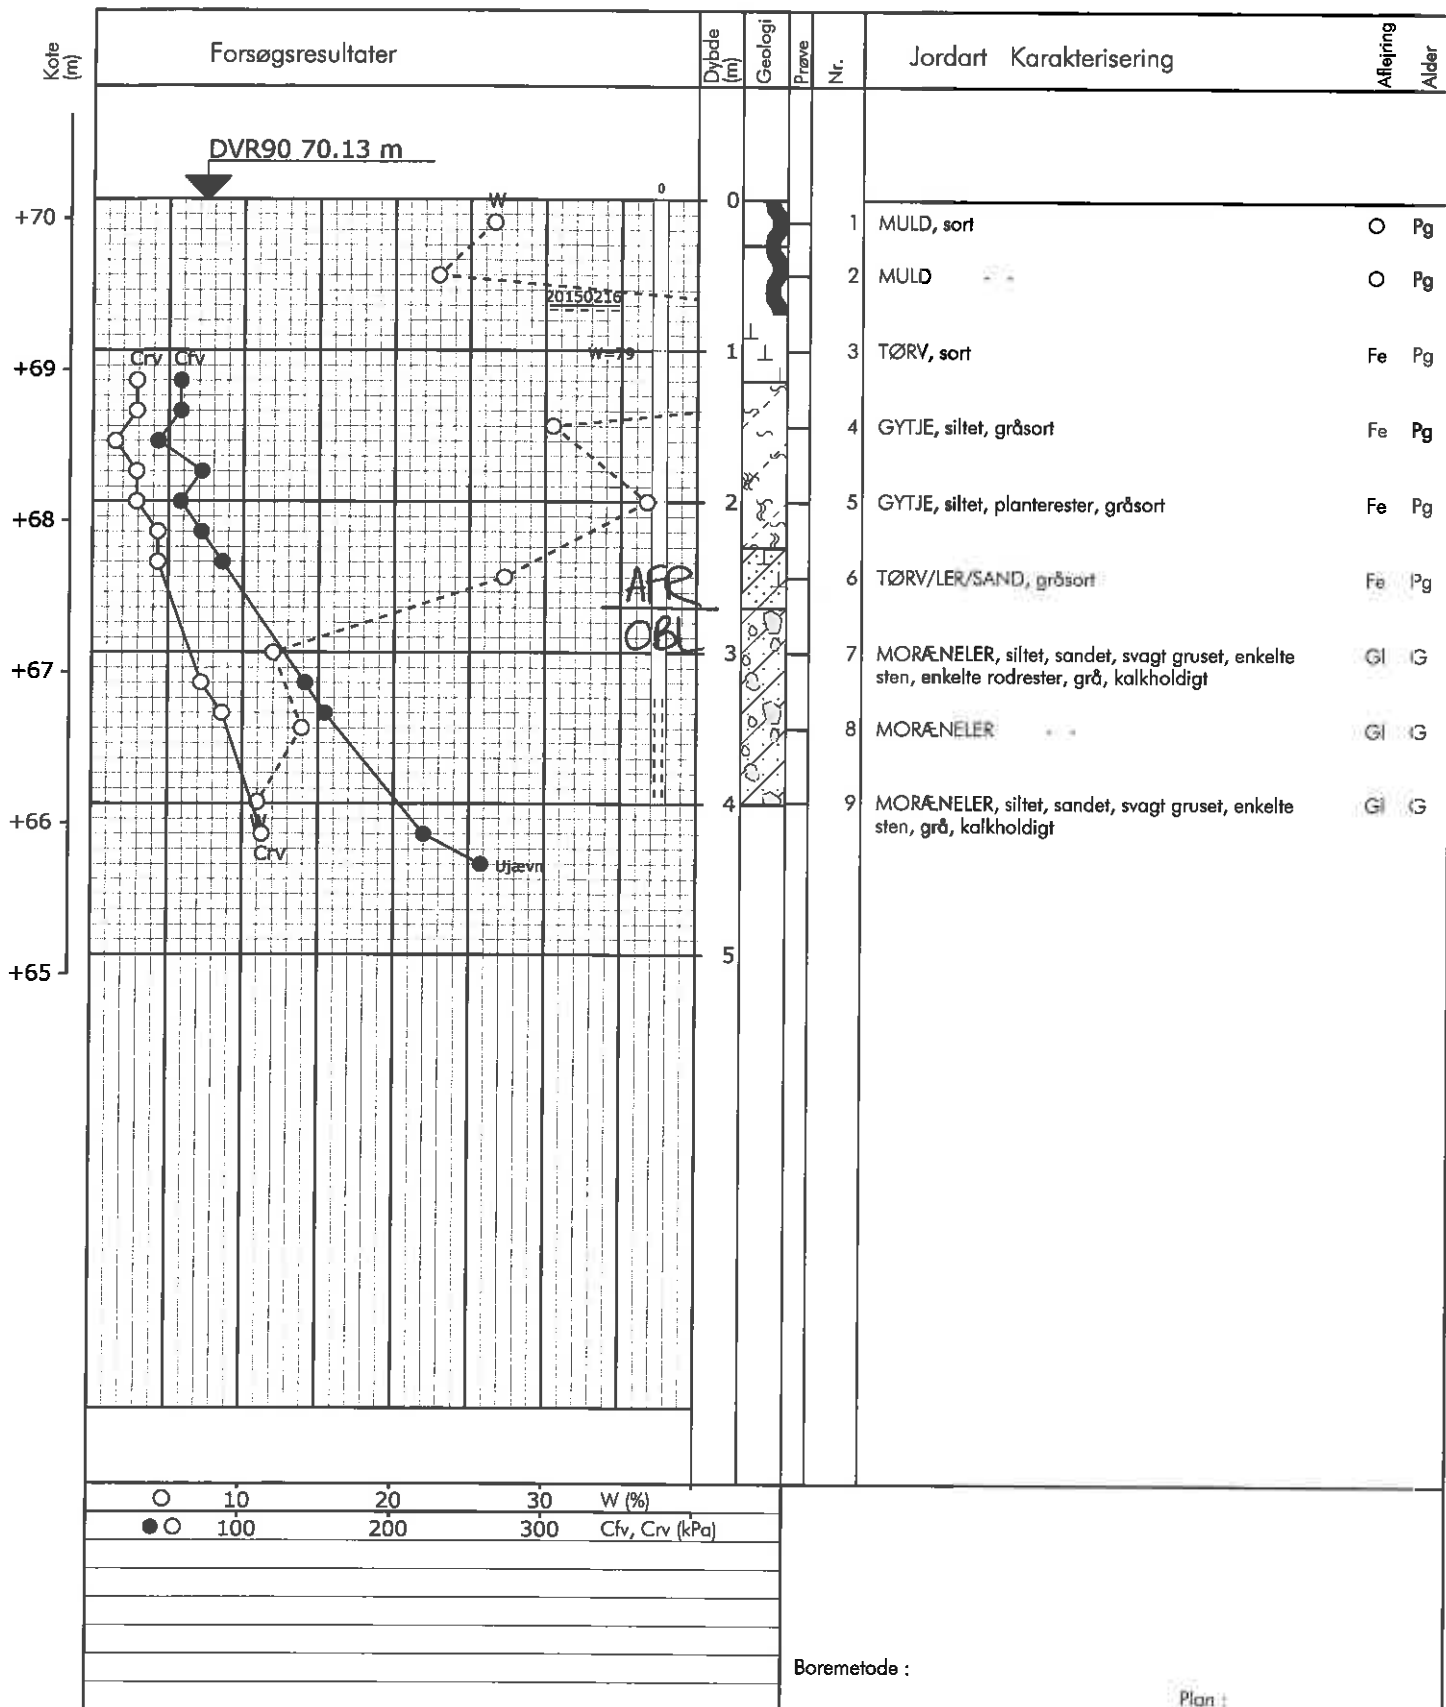 Kote (m) Forsøgsresultater Dybde (m) Geologi Prøve Nr. Jordart Karakterisering Aflejring Alder
DVR90 70.13 m
+70 W 0 0
1 MULD, sort O Pg
2 MULD - - O Pg
20150216
+69 Crv Cfv W=79 1 3 TØRV, sort Fe Pg
4 GYTJE, siltet, gråsort Fe Pg
+68 2 5 GYTJE, siltet, planterester, gråsort Fe Pg
AFR 6 TØRV/LER/SAND, gråsort Fe Pg
OBL
+67 3 7 MORÆNELER, siltet, sandet, svagt gruset, enkelte Gl G
sten, enkelte rodrester, grå, kalkholdigt
8 MORÆNELER - - Gl G
+66 4 9 MORÆNELER, siltet, sandet, svagt gruset, enkelte Gl G
sten, grå, kalkholdigt
W
Crv
Ujævn
+65 5
10 20 30 W (%)
100 200 300 Cfv, Crv (kPa)
Boremetode :
Plan :